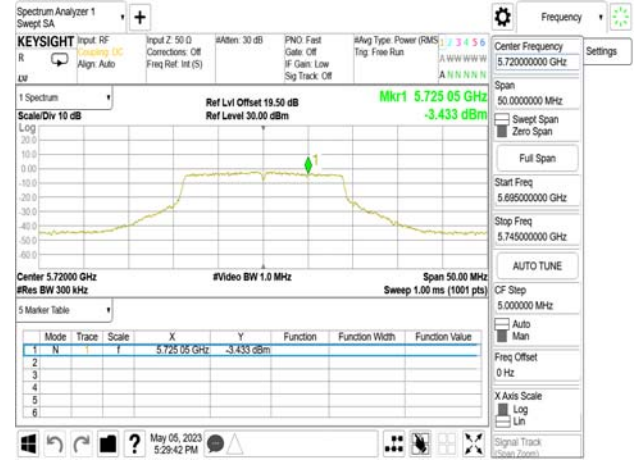 Spectrum Analyzer 1
Swept SA
+
Frequency
KEYSIGHT
R
Input: RF
Coupling: DC
Align: Auto
Input Z: 50 Ω
Corrections: Off
Freq Ref: Int (S)
#Atten: 30 dB
PNO: Fast
Gate: Off
IF Gain: Low
Sig Track: Off
#Avg Type: Power (RMS
Trig: Free Run
1 2 3 4 5 6
A W W W W W
A N N N N N
1 Spectrum
Scale/Div 10 dB
Ref Lvl Offset 19.50 dB
Ref Level 30.00 dBm
Mkr1 5.725 05 GHz
-3.433 dBm
Log
20.0
10.0
0.00
-10.0
-20.0
-30.0
-40.0
-50.0
-60.0
1
Center 5.72000 GHz
#Video BW 1.0 MHz
Span 50.00 MHz
#Res BW 300 kHz
Sweep 1.00 ms (1001 pts)
5 Marker Table
Mode Trace Scale X Y Function Function Width Function Value
1 N 1 f 5.725 05 GHz -3.433 dBm
2
3
4
5
6
?
May 05, 2023
5:29:42 PM
Center Frequency
5.720000000 GHz
Settings
Span
50.0000000 MHz
Swept Span
Zero Span
Full Span
Start Freq
5.695000000 GHz
Stop Freq
5.745000000 GHz
AUTO TUNE
CF Step
5.000000 MHz
Auto
Man
Freq Offset
0 Hz
X Axis Scale
Log
Lin
Signal Track
(Span Zoom)